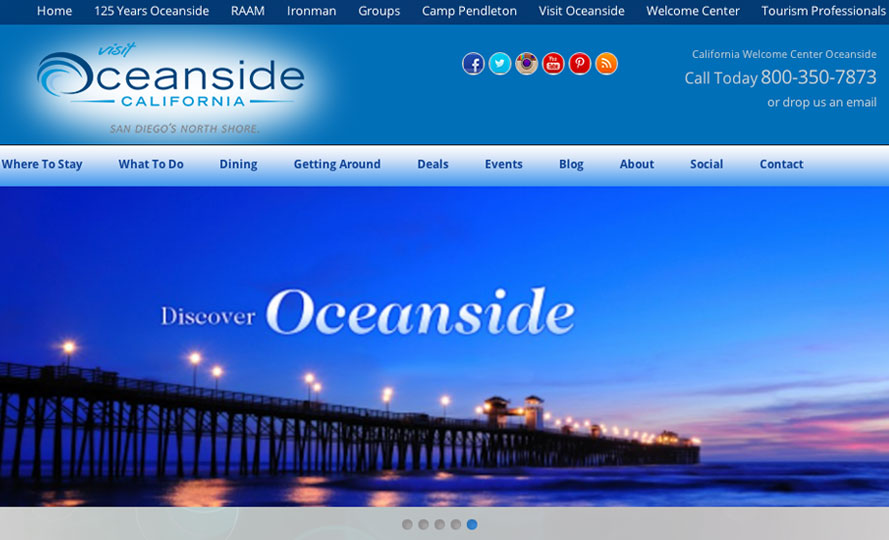 Home 125 Years Oceanside RAAM Ironman Groups Camp Pendleton Visit Oceanside Welcome Center Tourism Professionals
visit
Oceanside
CALIFORNIA
SAN DIEGO'S NORTH SHORE.
California Welcome Center Oceanside
Call Today 800-350-7873
or drop us an email
Where To Stay What To Do Dining Getting Around Deals Events Blog About Social Contact
Discover Oceanside